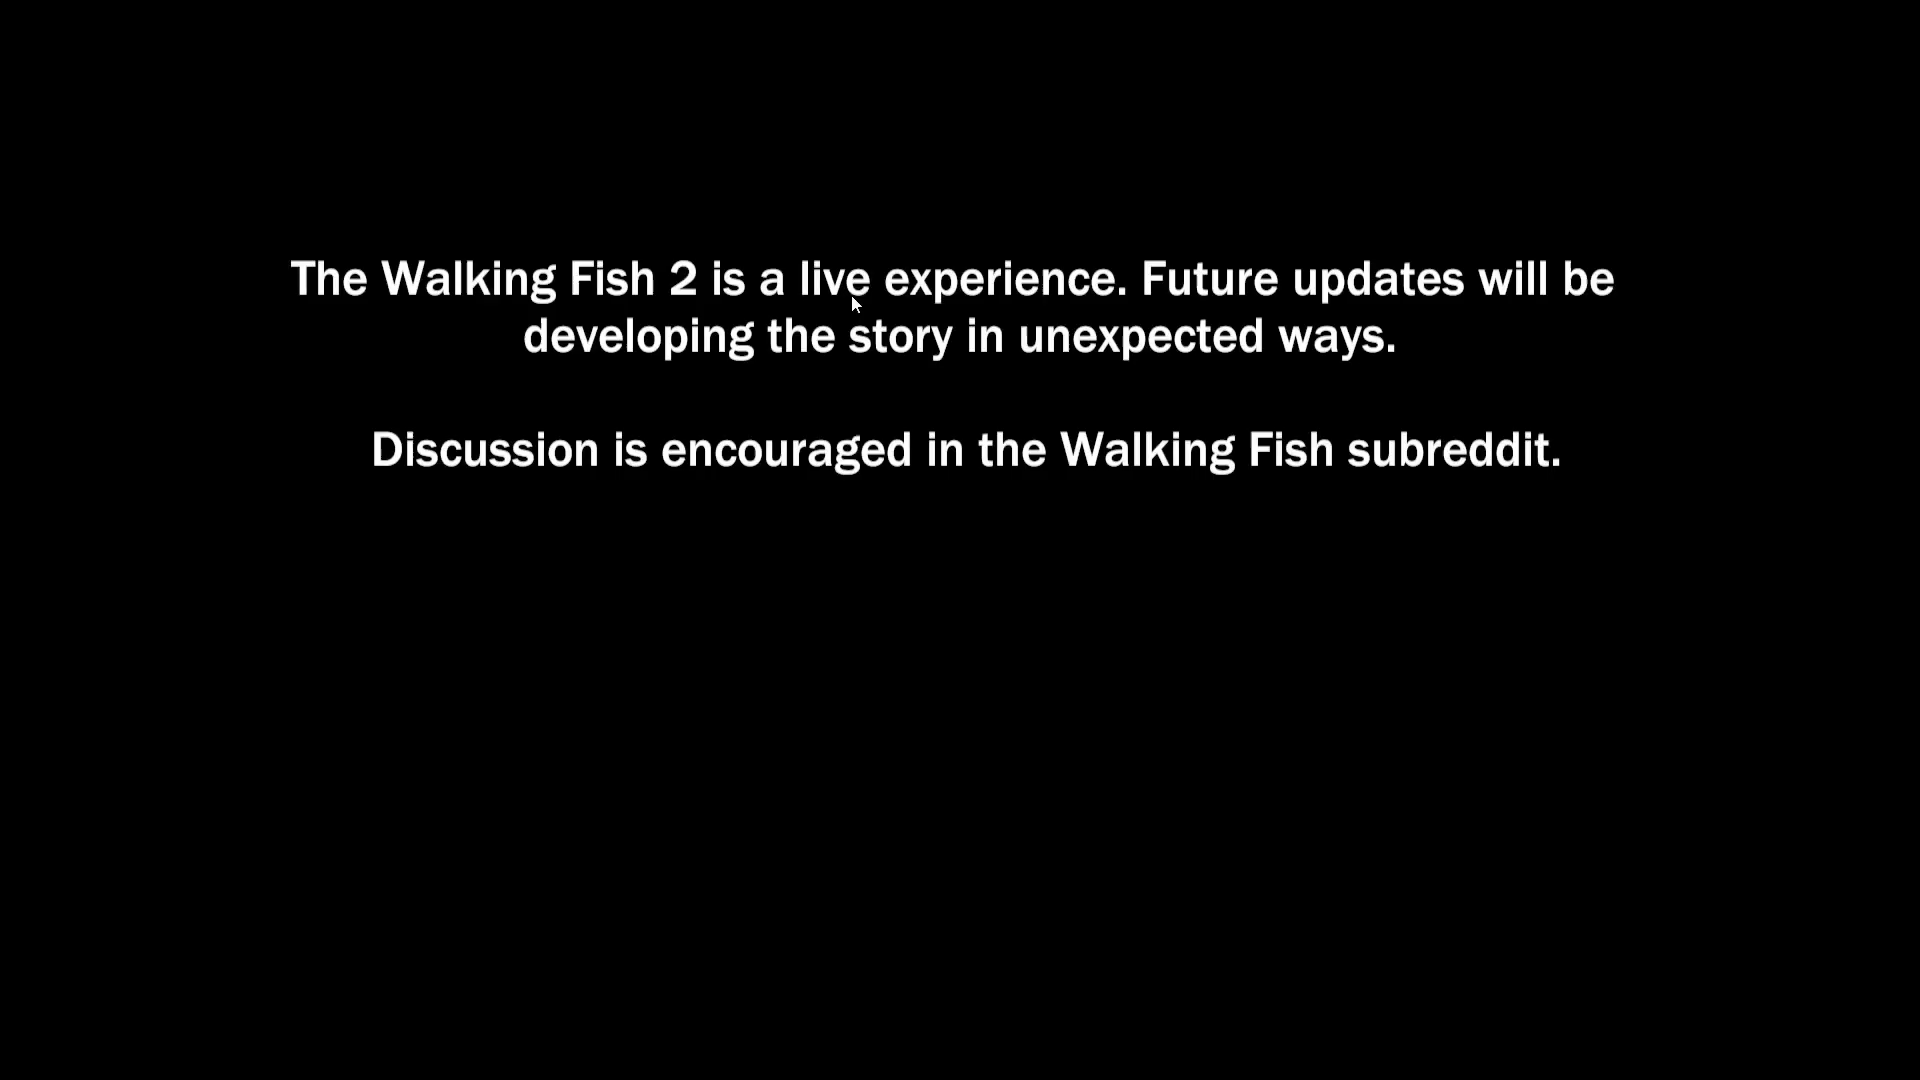 The Walking Fish 2 is a live experience. Future updates will be
developing the story in unexpected ways.
Discussion is encouraged in the Walking Fish subreddit.